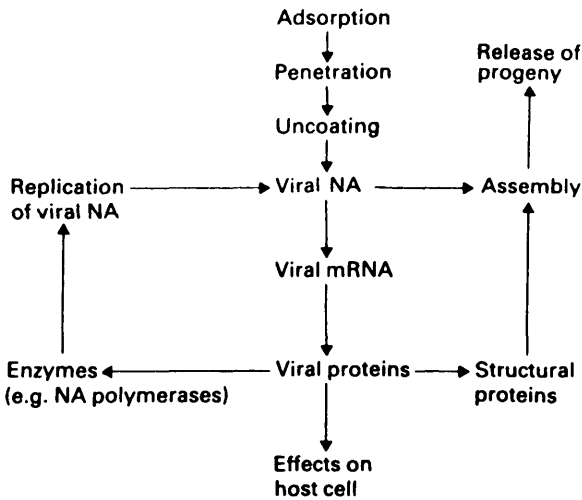 Adsorption
Penetration
Uncoating
Release of
progeny
Replication
of viral NA
Viral NA
Assembly
Viral mRNA
Enzymes
(e.g. NA polymerases)
Viral proteins
Structural
proteins
Effects on
host cell